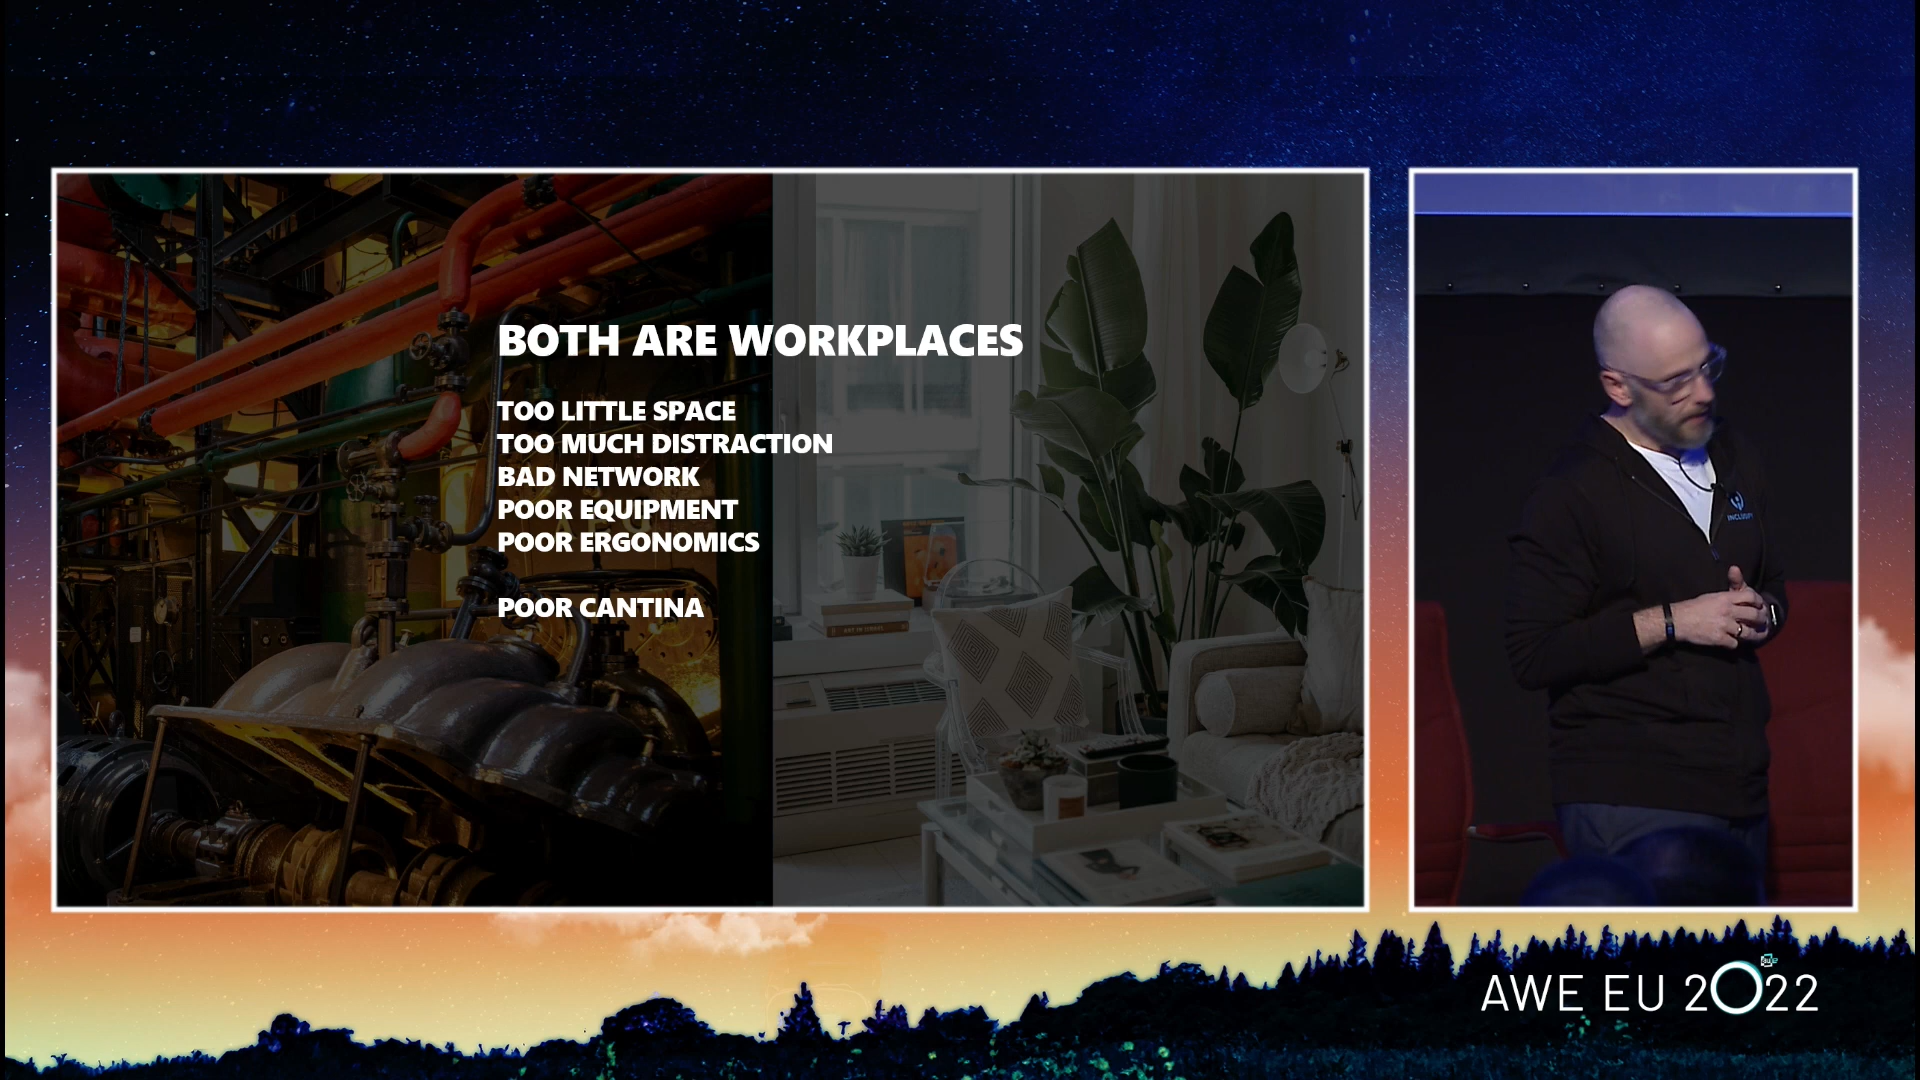 BOTH ARE WORKPLACES
TOO LITTLE SPACE
TOO MUCH DISTRACTION
BAD NETWORK
POOR EQUIPMENT
POOR ERGONOMICS
POOR CANTINA
AWE EU 2022